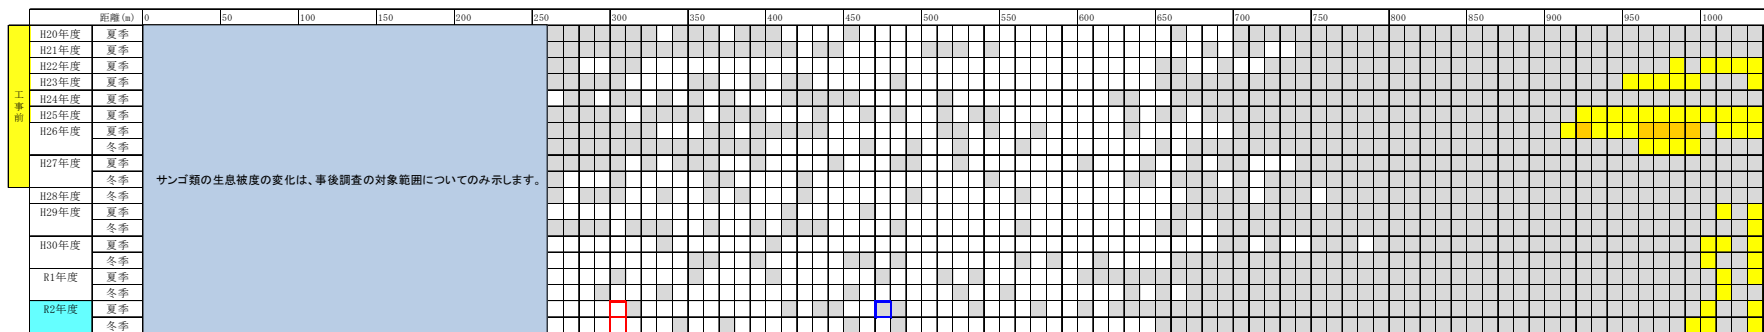 距離(m) 0 50 100 150 200 250 300 350 400 450 500 550 600 650 700 750 800 850 900 950 1000
工事前
H20年度 夏季
H21年度 夏季
H22年度 夏季
H23年度 夏季
H24年度 夏季
H25年度 夏季
H26年度 夏季
冬季
H27年度 夏季
冬季
サンゴ類の生息被度の変化は、事後調査の対象範囲についてのみ示します。
H28年度 冬季
H29年度 夏季
冬季
H30年度 夏季
冬季
R1年度 夏季
冬季
R2年度 夏季
冬季